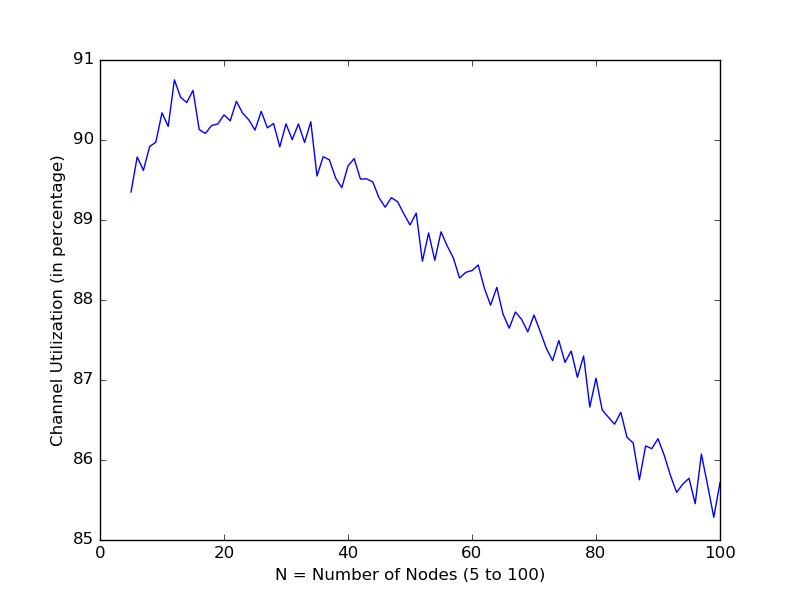 91
90
89
88
87
86
85
0 20 40 60 80 100
Channel Utilization (in percentage)
N = Number of Nodes (5 to 100)